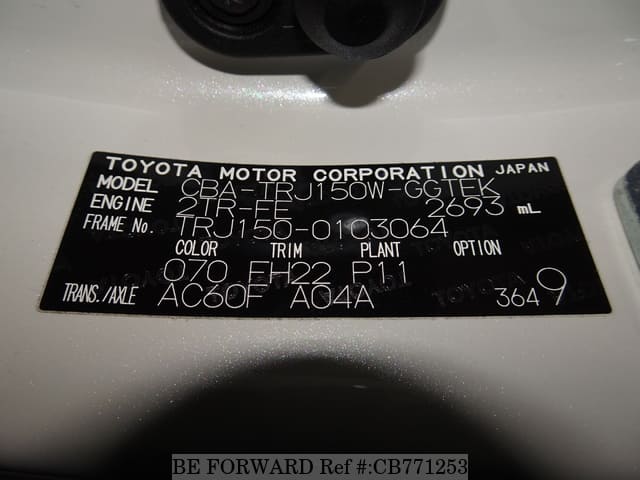 TOYOTA MOTOR CORPORATION JAPAN
MODEL CBA-TRJ150W-GGTEK
ENGINE 2TR-FE 2693 mL
FRAME No. TRJ150-0103064
COLOR TRIM PLANT OPTION
070 FH22 P11
TRANS./AXLE AC60F A04A 3649
BE FORWARD Ref #:CB771253